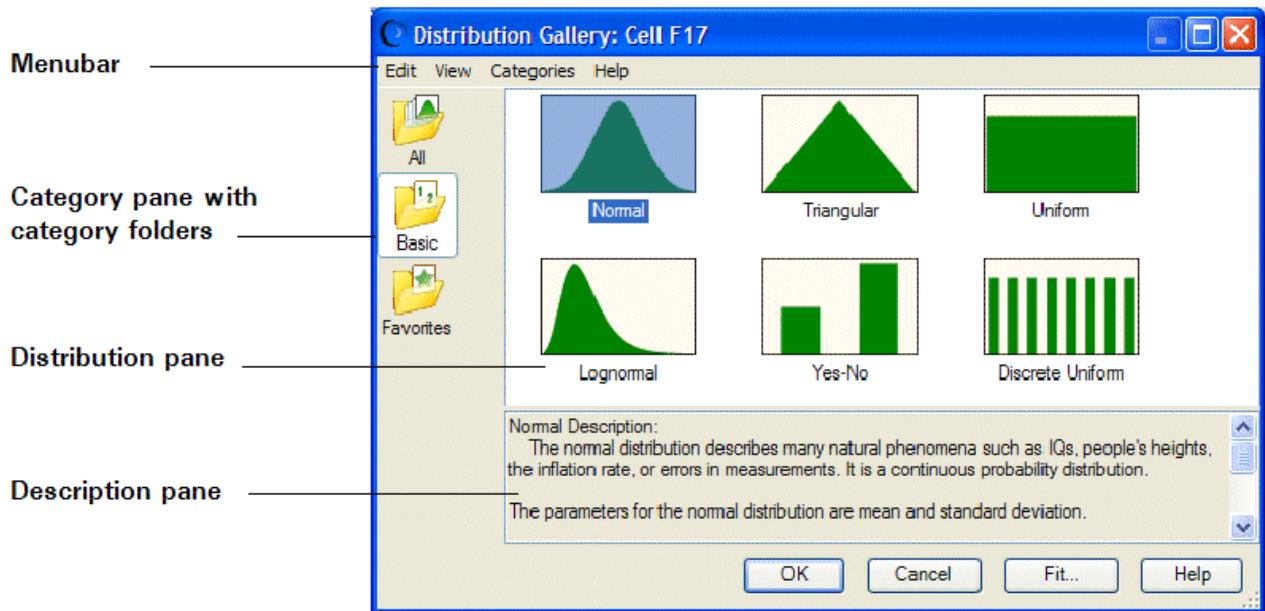 Distribution Gallery: Cell F17
Menubar
Edit View Categories Help
All
Category pane with
category folders
Basic
Favorites
Normal
Triangular
Uniform
Distribution pane
Lognormal
Yes-No
Discrete Uniform
Description pane
Normal Description:
The normal distribution describes many natural phenomena such as IQs, people's heights,
the inflation rate, or errors in measurements. It is a continuous probability distribution.
The parameters for the normal distribution are mean and standard deviation.
OK
Cancel
Fit...
Help